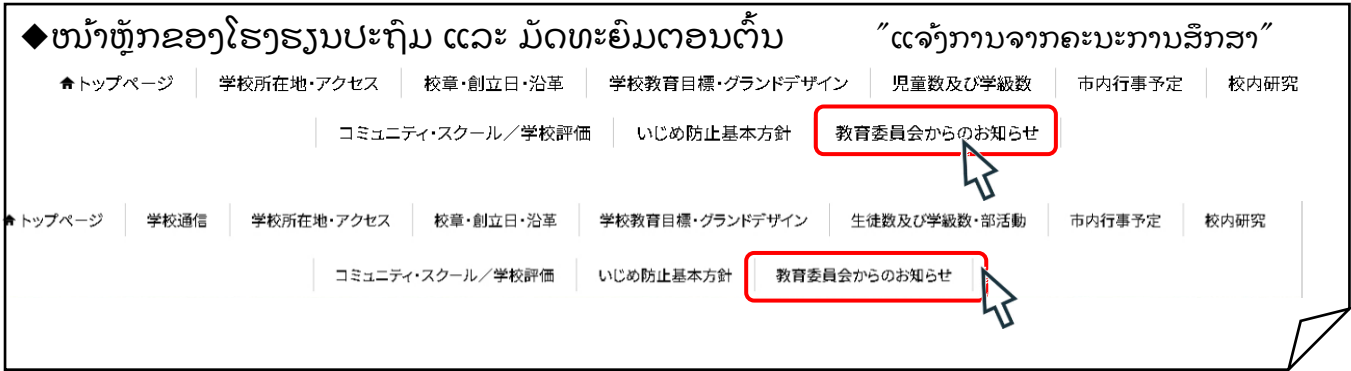 ◆ໜ້າຫຼັກຂອງໂຮງຮຽນປະຖົມ ແລະ ມັດທະຍົມຕອນຕົ້ນ ″ແຈ້ງການຈາກຄະນະການສຶກສາ″
トップページ 学校所在地・アクセス 校章・創立日・沿革 学校教育目標・グランドデザイン 児童数及び学級数 市内行事予定 校内研究
コミュニティ・スクール／学校評価 いじめ防止基本方針 教育委員会からのお知らせ
トップページ 学校通信 学校所在地・アクセス 校章・創立日・沿革 学校教育目標・グランドデザイン 生徒数及び学級数・部活動 市内行事予定 校内研究
コミュニティ・スクール／学校評価 いじめ防止基本方針 教育委員会からのお知らせ